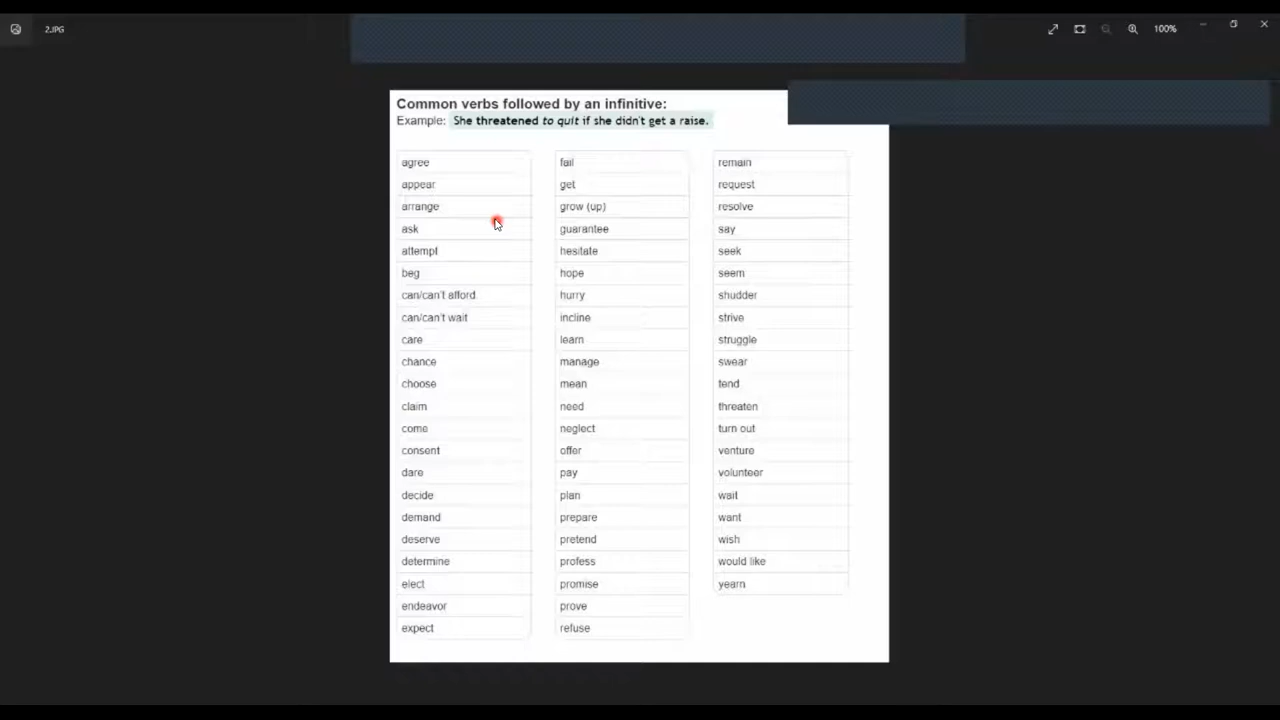 2.JPG
100%
Common verbs followed by an infinitive:
Example: She threatened to quit if she didn't get a raise.
agree
appear
arrange
ask
attempt
beg
can/can't afford
can/can't wait
care
chance
choose
claim
come
consent
dare
decide
demand
deserve
determine
elect
endeavor
expect
fail
get
grow (up)
guarantee
hesitate
hope
hurry
incline
learn
manage
mean
need
neglect
offer
pay
plan
prepare
pretend
profess
promise
prove
refuse
remain
request
resolve
say
seek
seem
shudder
strive
struggle
swear
tend
threaten
turn out
venture
volunteer
wait
want
wish
would like
yearn